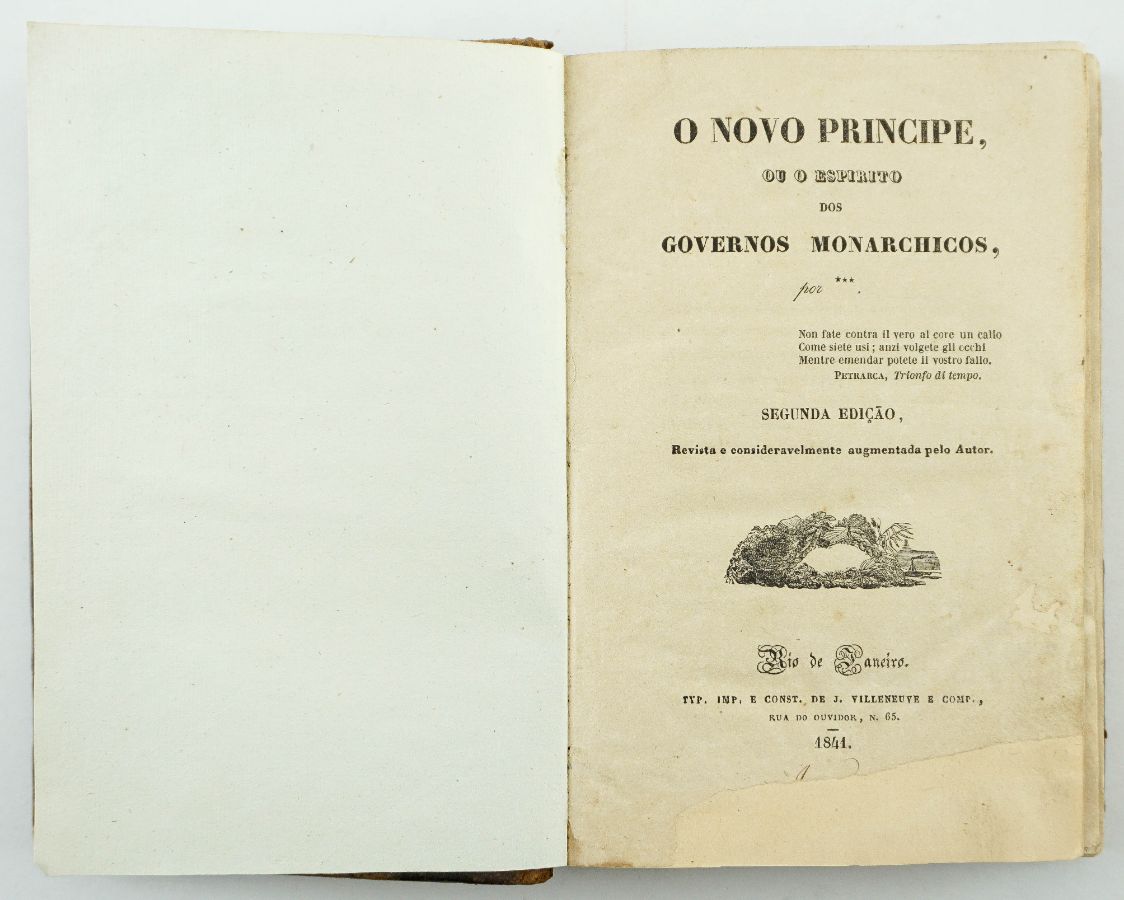 O NOVO PRINCIPE,
OU O ESPIRITO
DOS
GOVERNOS MONARCHICOS,
por ***.
Non fate contra il vero al core un callo
Come siete usi; anzi volgete gli occhi
Mentre emendar potete il vostro fallo.
PETRARCA, Trionfo di tempo.
SEGUNDA EDIÇÃO,
Revista e consideravelmente augmentada pelo Autor.
Rio de Janeiro.
TYP. IMP. E CONST. DE J. VILLENEUVE E COMP.,
RUA DO OUVIDOR, N. 65.
1841.